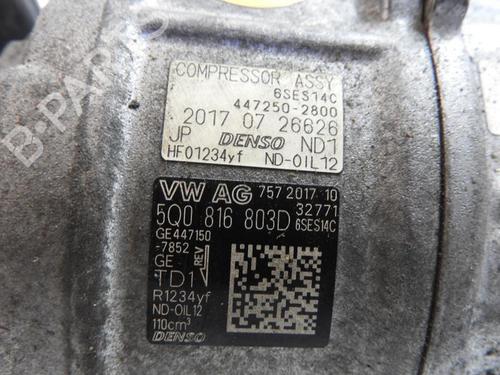 COMPRESSOR ASSY
6SES14C
447250-2800
2017 07 26626
JP DENSO ND1
HF01234yf ND-OIL12
VW AG 757 2017 10
32771
5Q0 816 803D 6SES14C
GE447150
-7852
GE REV
TD1
R1234yf
ND-OIL12
110cm³
DENSO
B-PARTS